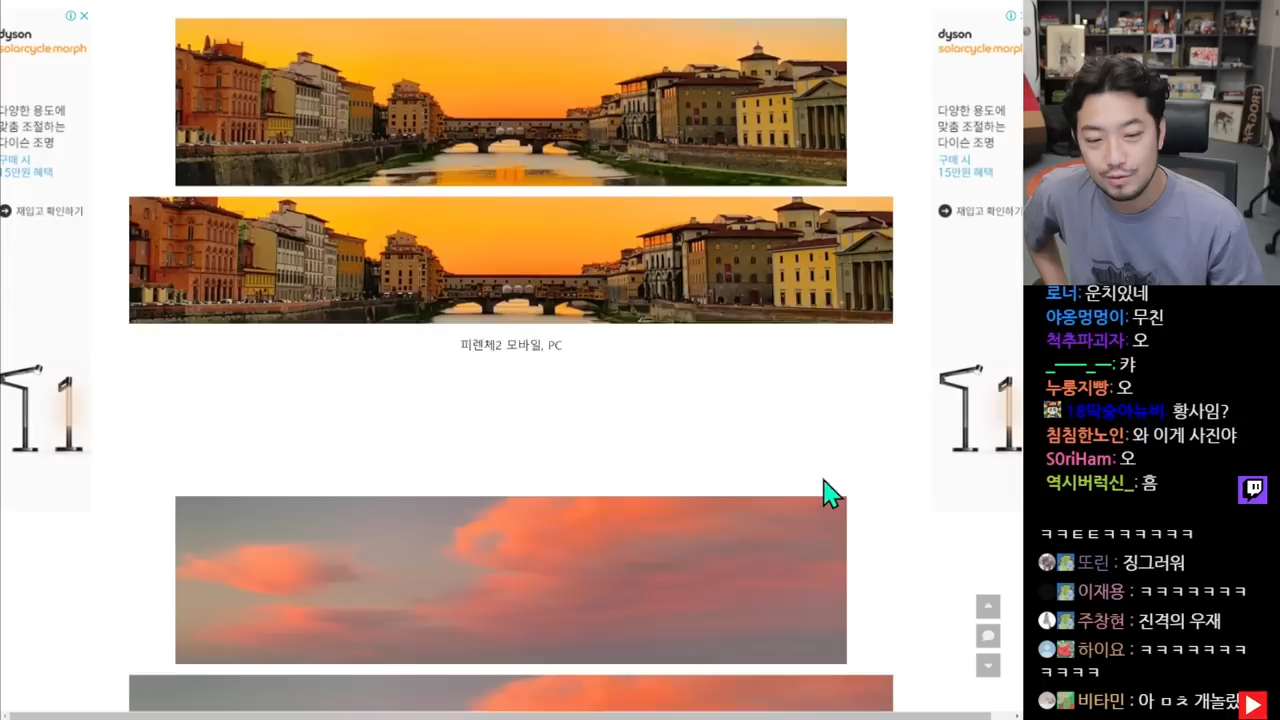 dyson
solarcycle morph
다양한 용도에
맞춤 조절하는
다이슨 조명
구매 시
15만원 혜택
재입고 확인하기
피렌체2 모바일, PC
dyson
solarcycle morph
다양한 용도에
맞춤 조절하는
다이슨 조명
구매 시
15만원 혜택
재입고 확인하기
로너: 운치있네
야옹멍멍이: 무친
척추파괴자: 오
_──_─: 캬
누룽지빵: 오
황사임?
침침한노인: 와 이게 사진야
S0riHam: 오
역시버럭신_: 흠
ㅋㅋㅌㅌㅋㅋㅋㅋㅋㅋ
또린 : 징그러워
이재용 : ㅋㅋㅋㅋㅋㅋㅋ
주창현 : 진격의 우재
하이요 : ㅋㅋㅋㅋㅋㅋㅋ
ㅋㅋㅋㅋ
비타민 : 아 ㅁㅊ 개놀랐